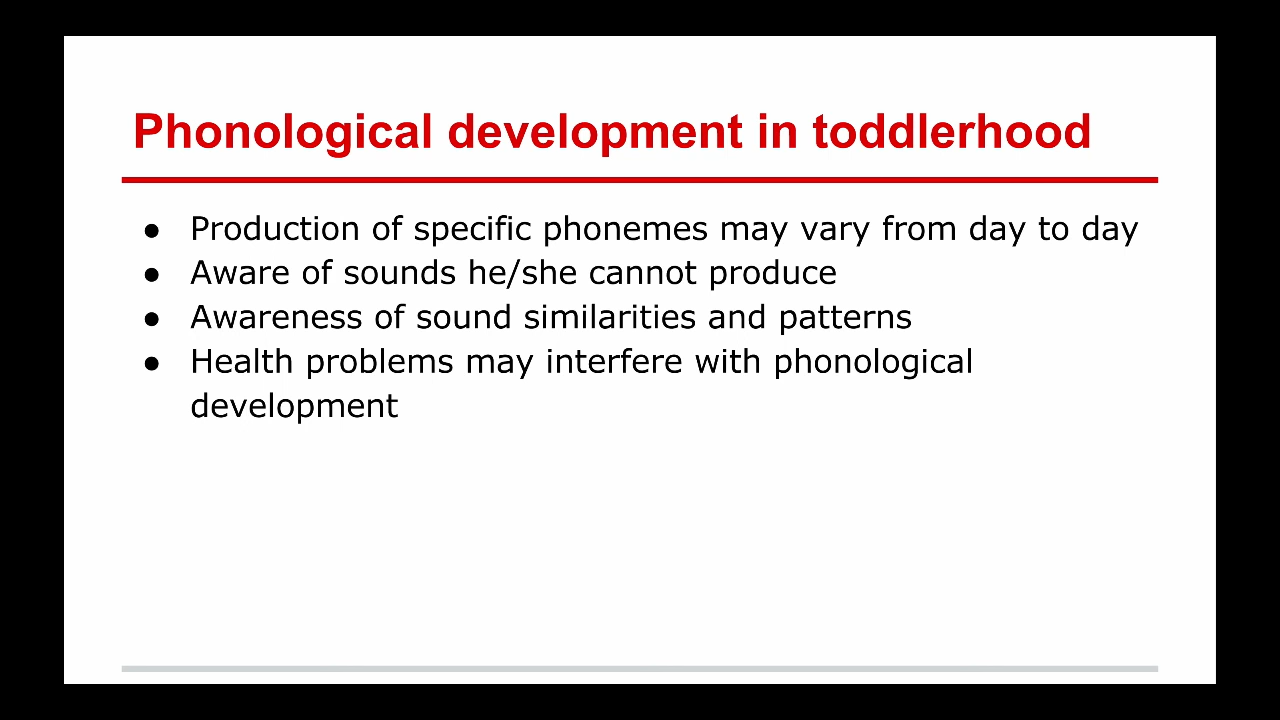 Phonological development in toddlerhood
● Production of specific phonemes may vary from day to day
● Aware of sounds he/she cannot produce
● Awareness of sound similarities and patterns
● Health problems may interfere with phonological
development